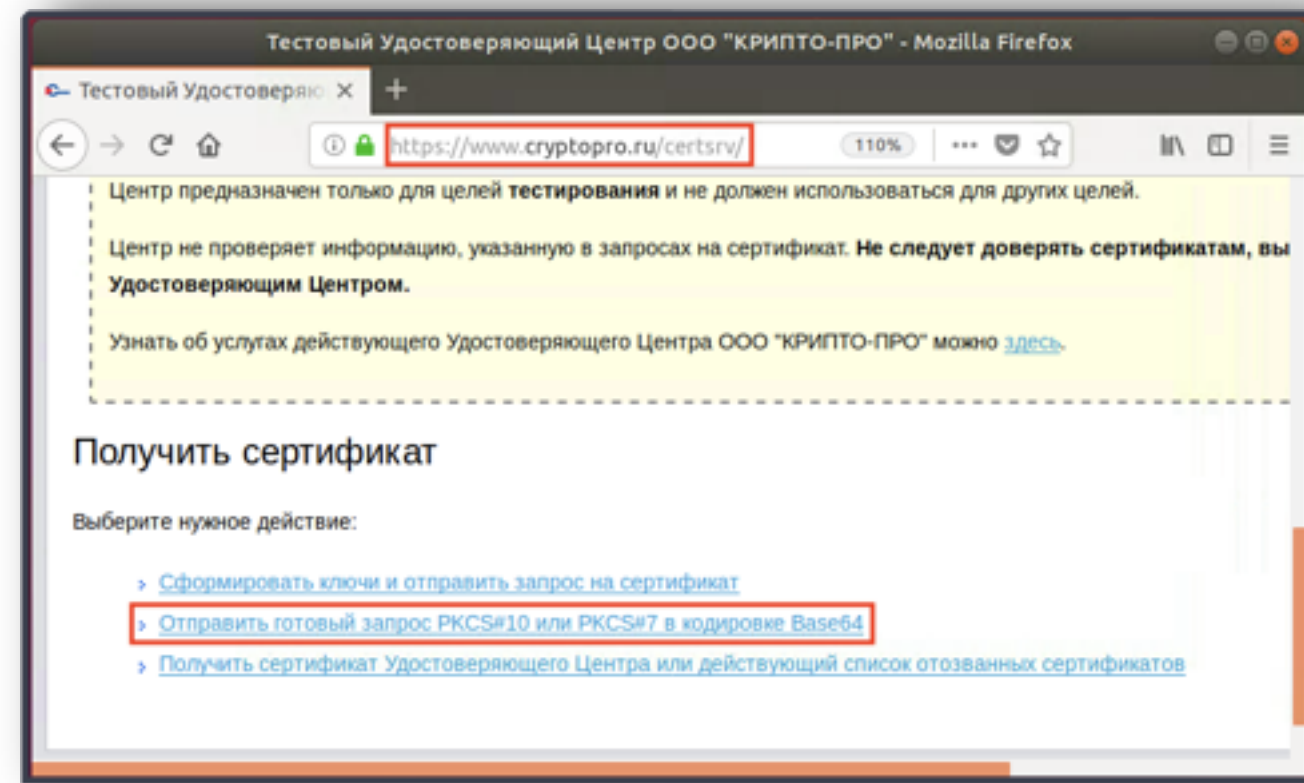 Тестовый Удостоверяющий Центр ООО "КРИПТО-ПРО" - Mozilla Firefox
Тестовый Удостоверяю
https://www.cryptopro.ru/certsrv/
110%
Центр предназначен только для целей тестирования и не должен использоваться для других целей.
Центр не проверяет информацию, указанную в запросах на сертификат. Не следует доверять сертификатам, вы
Удостоверяющим Центром.
Узнать об услугах действующего Удостоверяющего Центра ООО "КРИПТО-ПРО" можно здесь.
Получить сертификат
Выберите нужное действие:
Сформировать ключи и отправить запрос на сертификат
Отправить готовый запрос PKCS#10 или PKCS#7 в кодировке Base64
Получить сертификат Удостоверяющего Центра или действующий список отозванных сертификатов